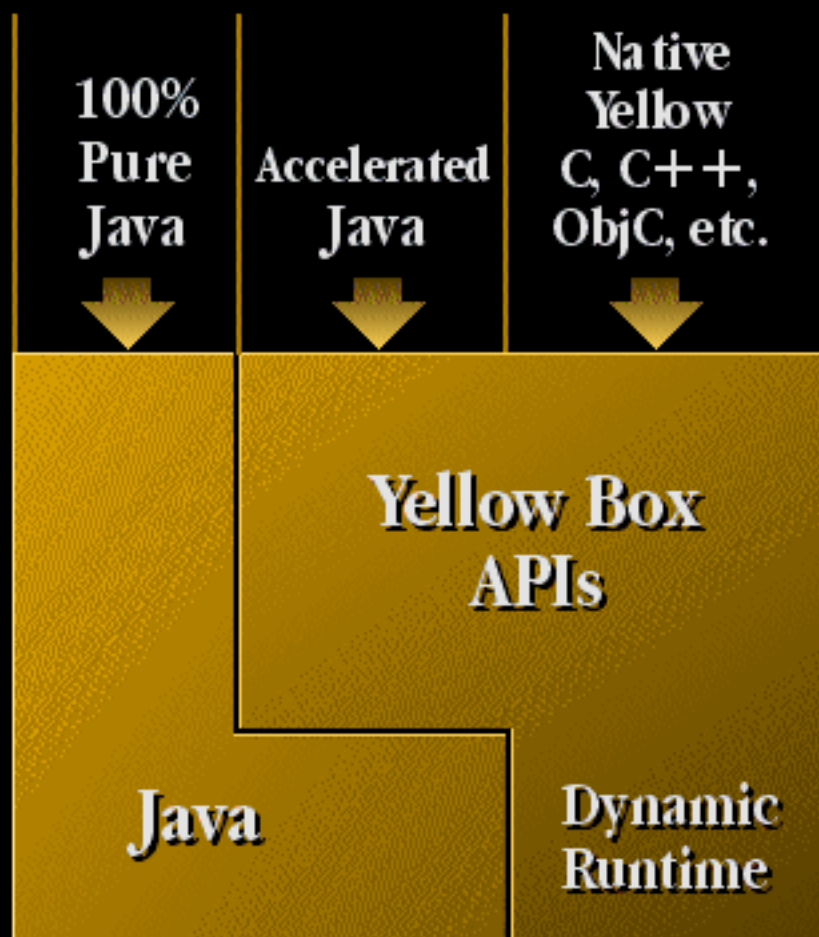 100%
Pure
Java
Accelerated
Java
Native
Yellow
C, C++,
ObjC, etc.
Yellow Box
APIs
Java
Dynamic
Runtime